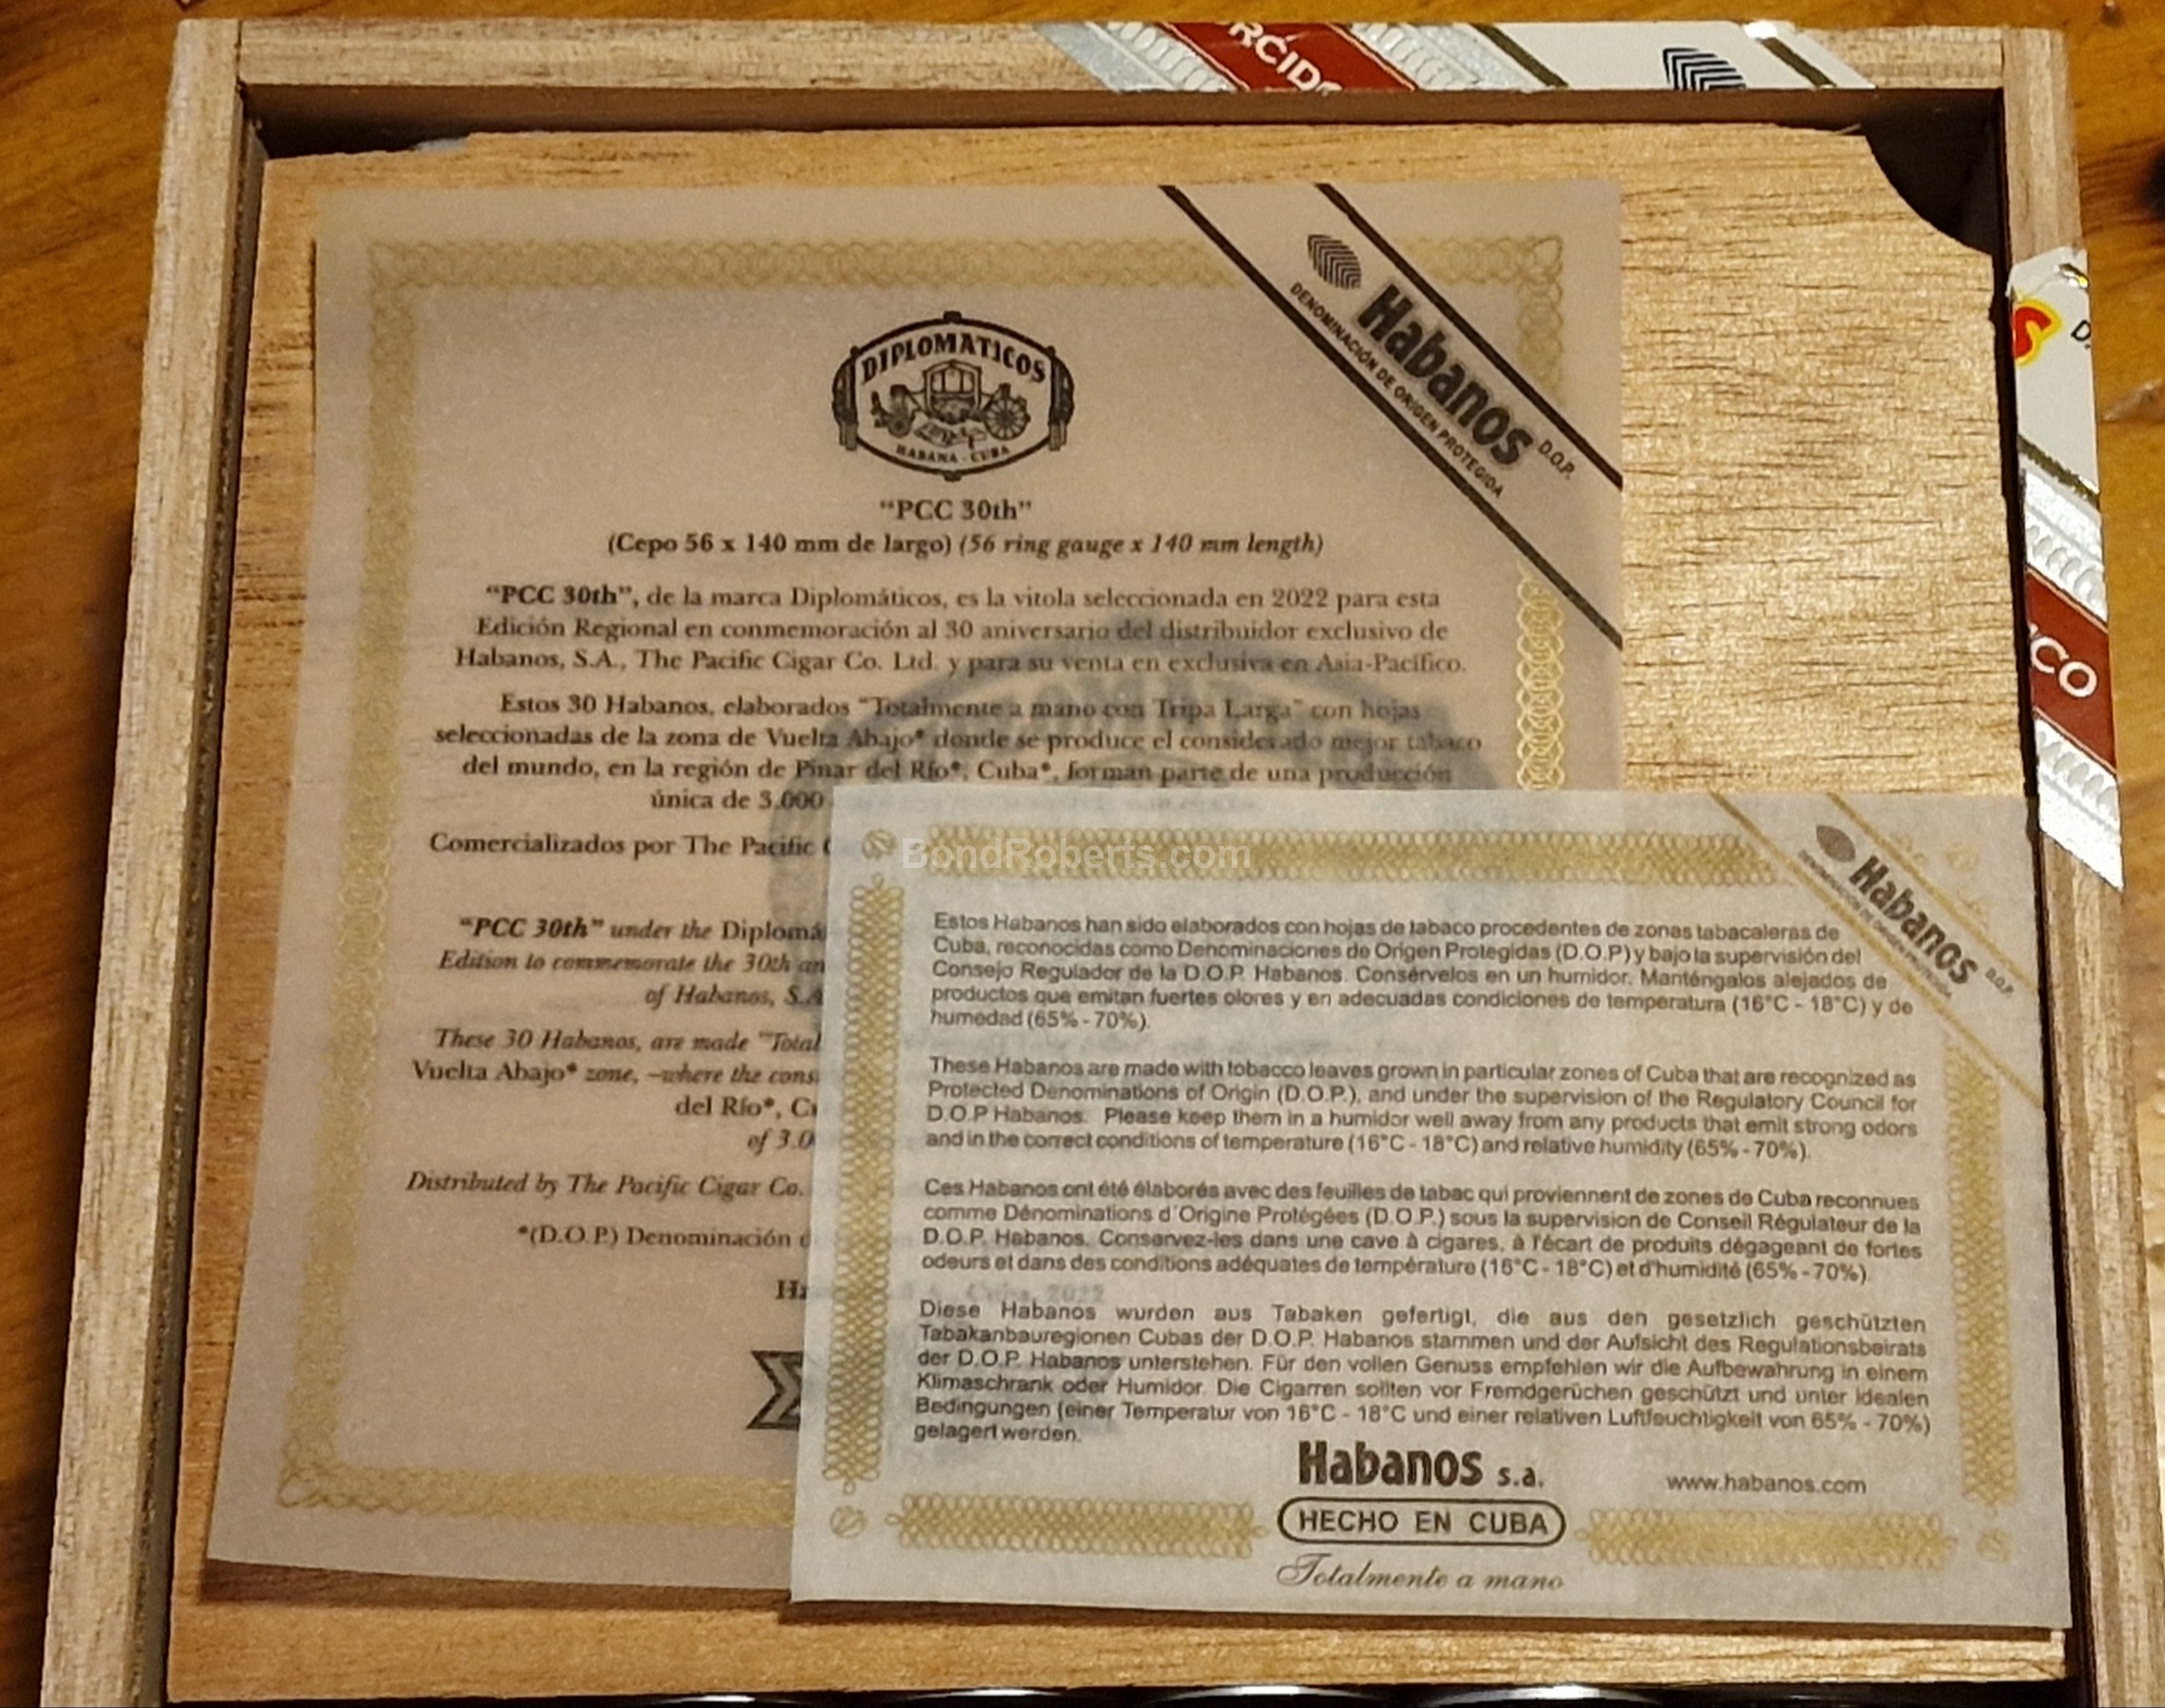 RCIDO
Habanos
D.O.P.
DENOMINACIÓN DE ORIGEN PROTEGIDA
DIPLOMATICOS
HABANA - CUBA
"PCC 30th"
(Cepo 56 x 140 mm de largo) (56 ring gauge x 140 mm length)
"PCC 30th", de la marca Diplomáticos, es la vitola seleccionada en 2022 para esta
Edición Regional en conmemoración al 30 aniversario del distribuidor exclusivo de
Habanos, S.A., The Pacific Cigar Co. Ltd. y para su venta en exclusiva en Asia-Pacífico.
Estos 30 Habanos, elaborados "Totalmente a mano con Tripa Larga" con hojas
seleccionadas de la zona de Vuelta Abajo* donde se produce el considerado mejor tabaco
del mundo, en la región de Pinar del Río*, Cuba*, forman parte de una producción
única de 3.000
Comercializados por The Pacific C
"PCC 30th" under the Diplomá
Edition to commemorate the 30th an
of Habanos, S.A
These 30 Habanos, are made "Total
Vuelta Abajo* zone, –where the cons
del Río*, Cu
of 3.0
Distributed by The Pacific Cigar Co.
*(D.O.P.) Denominación d
Ha Cuba, 2022
S D.
CO
BondRoberts.com
Habanos
D.O.P.
DENOMINACIÓN DE ORIGEN PROTEGIDA
Estos Habanos han sido elaborados con hojas de tabaco procedentes de zonas tabacaleras de
Cuba, reconocidas como Denominaciones de Origen Protegidas (D.O.P) y bajo la supervisión del
Consejo Regulador de la D.O.P. Habanos. Consérvelos en un humidor. Manténgalos alejados de
productos que emitan fuertes olores y en adecuadas condiciones de temperatura (16°C - 18°C) y de
humedad (65% - 70%).
These Habanos are made with tobacco leaves grown in particular zones of Cuba that are recognized as
Protected Denominations of Origin (D.O.P.), and under the supervision of the Regulatory Council for
D.O.P Habanos. Please keep them in a humidor well away from any products that emit strong odors
and in the correct conditions of temperature (16°C - 18°C) and relative humidity (65% - 70%).
Ces Habanos ont été élaborés avec des feuilles de tabac qui proviennent de zones de Cuba reconnues
comme Dénominations d'Origine Protégées (D.O.P.) sous la supervision de Conseil Régulateur de la
D.O.P. Habanos. Conservez-les dans une cave à cigares, à l'écart de produits dégageant de fortes
odeurs et dans des conditions adéquates de température (16°C - 18°C) et d'humidité (65% - 70%).
Diese Habanos wurden aus Tabaken gefertigt, die aus den gesetzlich geschützten
Tabakanbauregionen Cubas der D.O.P. Habanos stammen und der Aufsicht des Regulationsbeirats
der D.O.P. Habanos unterstehen. Für den vollen Genuss empfehlen wir die Aufbewahrung in einem
Klimaschrank oder Humidor. Die Cigarren sollten vor Fremdgerüchen geschützt und unter idealen
Bedingungen (einer Temperatur von 16°C - 18°C und einer relativen Luftfeuchtigkeit von 65% - 70%)
gelagert werden.
Habanos s.a.
www.habanos.com
HECHO EN CUBA
Totalmente a mano